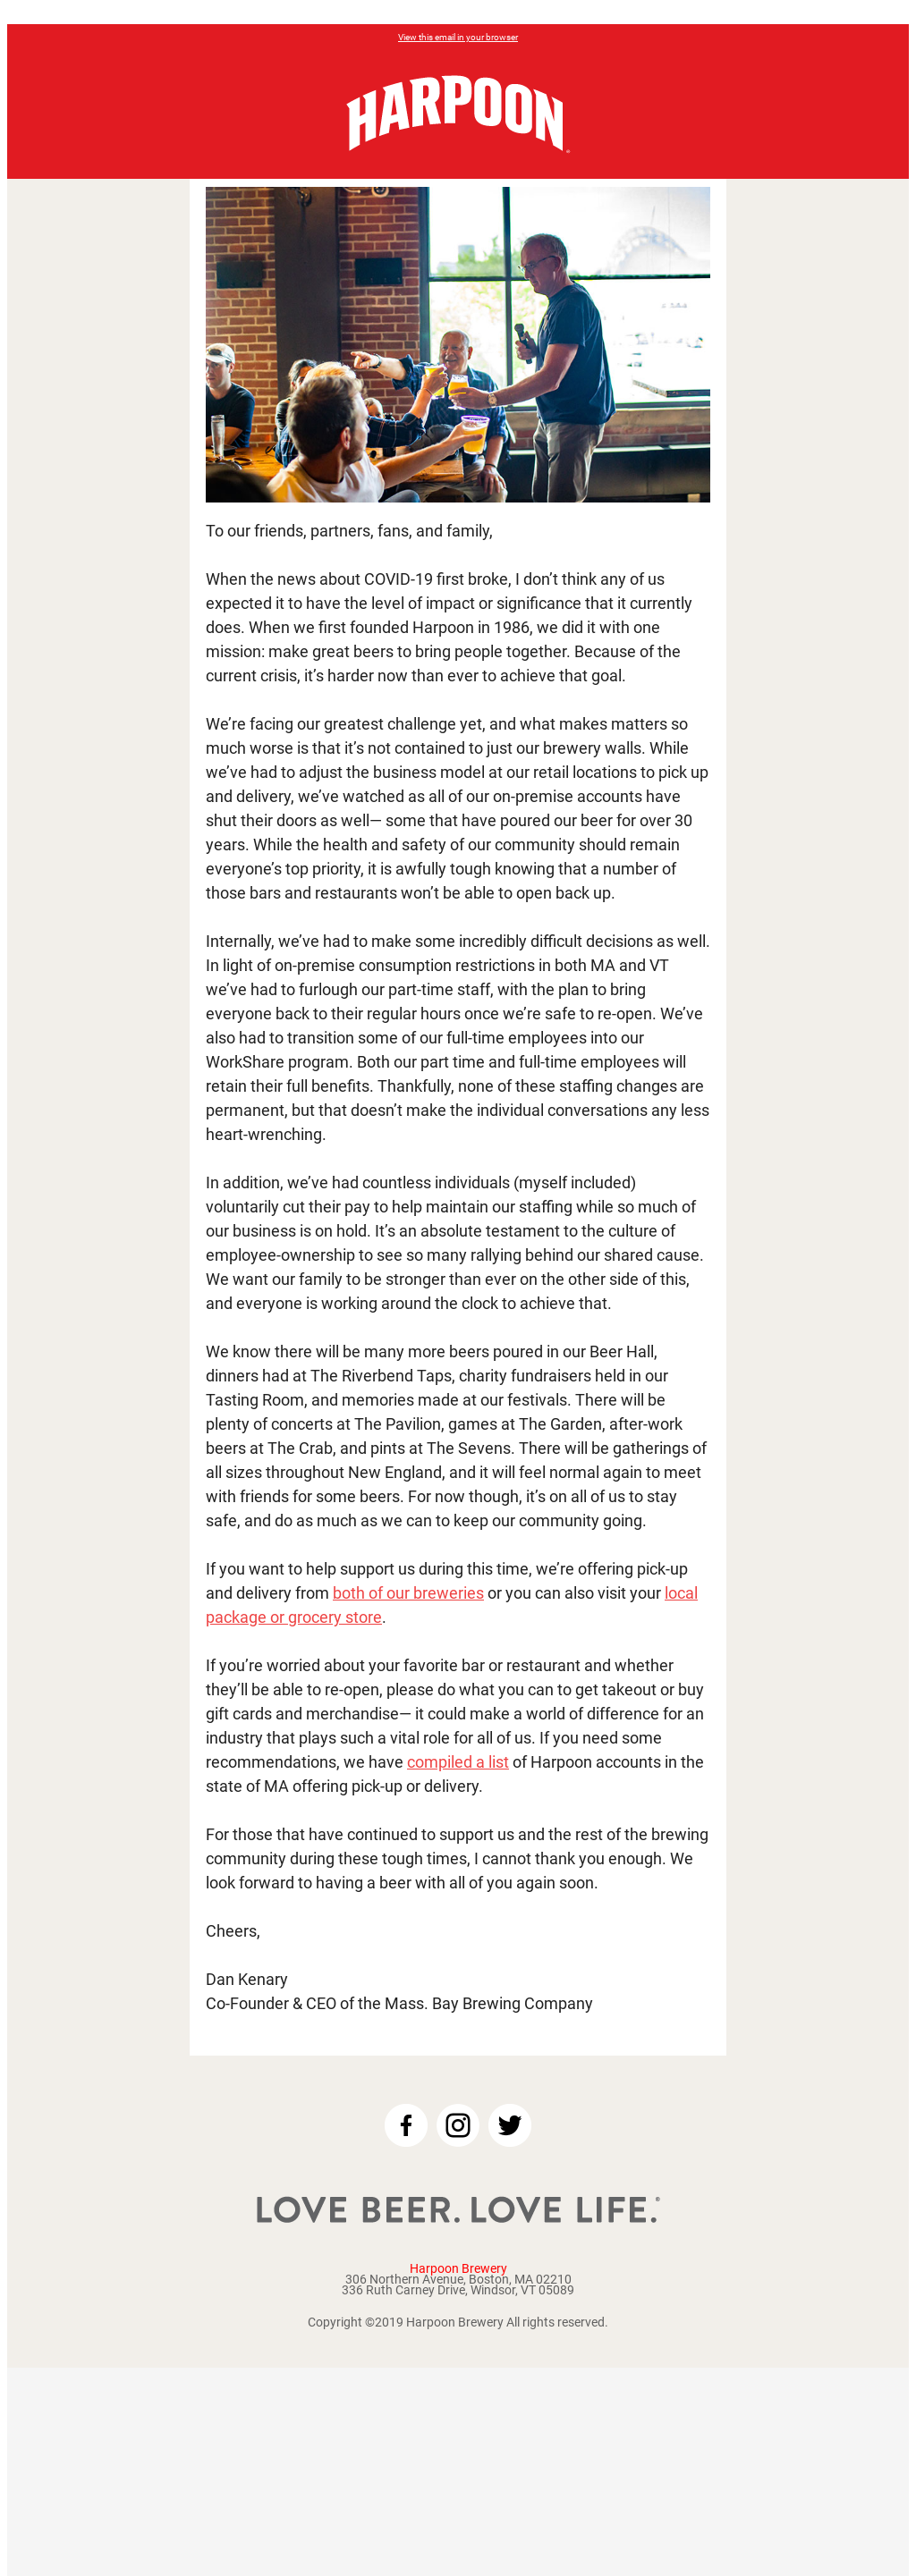 View this email in your browser
HARPOON
®
To our friends, partners, fans, and family,
When the news about COVID-19 first broke, I don’t think any of us
expected it to have the level of impact or significance that it currently
does. When we first founded Harpoon in 1986, we did it with one
mission: make great beers to bring people together. Because of the
current crisis, it’s harder now than ever to achieve that goal.
We’re facing our greatest challenge yet, and what makes matters so
much worse is that it’s not contained to just our brewery walls. While
we’ve had to adjust the business model at our retail locations to pick up
and delivery, we’ve watched as all of our on-premise accounts have
shut their doors as well— some that have poured our beer for over 30
years. While the health and safety of our community should remain
everyone’s top priority, it is awfully tough knowing that a number of
those bars and restaurants won’t be able to open back up.
Internally, we’ve had to make some incredibly difficult decisions as well.
In light of on-premise consumption restrictions in both MA and VT
we’ve had to furlough our part-time staff, with the plan to bring
everyone back to their regular hours once we’re safe to re-open. We’ve
also had to transition some of our full-time employees into our
WorkShare program. Both our part time and full-time employees will
retain their full benefits. Thankfully, none of these staffing changes are
permanent, but that doesn’t make the individual conversations any less
heart-wrenching.
In addition, we’ve had countless individuals (myself included)
voluntarily cut their pay to help maintain our staffing while so much of
our business is on hold. It’s an absolute testament to the culture of
employee-ownership to see so many rallying behind our shared cause.
We want our family to be stronger than ever on the other side of this,
and everyone is working around the clock to achieve that.
We know there will be many more beers poured in our Beer Hall,
dinners had at The Riverbend Taps, charity fundraisers held in our
Tasting Room, and memories made at our festivals. There will be
plenty of concerts at The Pavilion, games at The Garden, after-work
beers at The Crab, and pints at The Sevens. There will be gatherings of
all sizes throughout New England, and it will feel normal again to meet
with friends for some beers. For now though, it’s on all of us to stay
safe, and do as much as we can to keep our community going.
If you want to help support us during this time, we’re offering pick-up
and delivery from both of our breweries or you can also visit your local
package or grocery store.
If you’re worried about your favorite bar or restaurant and whether
they’ll be able to re-open, please do what you can to get takeout or buy
gift cards and merchandise— it could make a world of difference for an
industry that plays such a vital role for all of us. If you need some
recommendations, we have compiled a list of Harpoon accounts in the
state of MA offering pick-up or delivery.
For those that have continued to support us and the rest of the brewing
community during these tough times, I cannot thank you enough. We
look forward to having a beer with all of you again soon.
Cheers,
Dan Kenary
Co-Founder & CEO of the Mass. Bay Brewing Company
LOVE BEER. LOVE LIFE.®
Harpoon Brewery
306 Northern Avenue, Boston, MA 02210
336 Ruth Carney Drive, Windsor, VT 05089
Copyright ©2019 Harpoon Brewery All rights reserved.